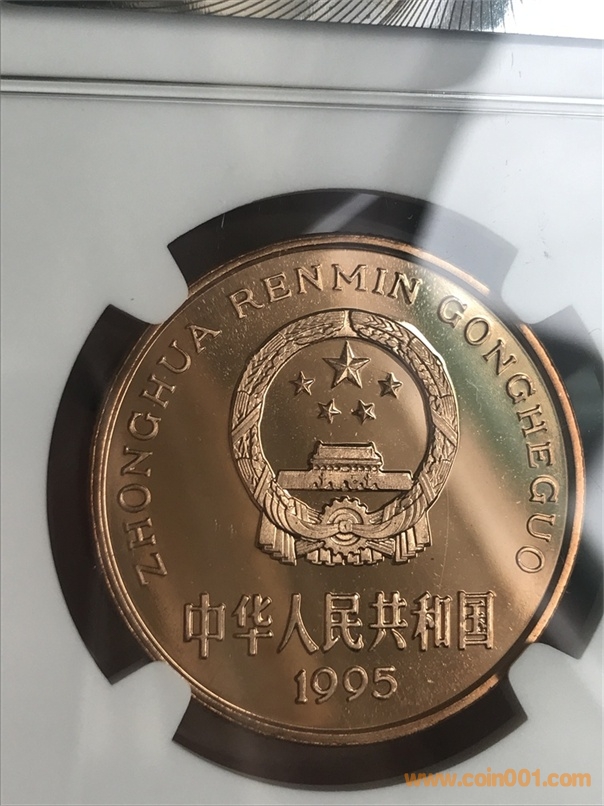 ZHONGHUA RENMIN GONGHEGUO
中华人民共和国
1995
www.coin001.com